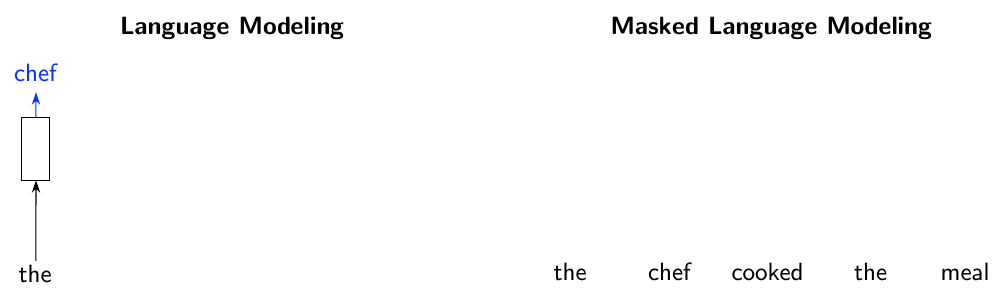 Language Modeling
chef
the
Masked Language Modeling
the chef cooked the meal